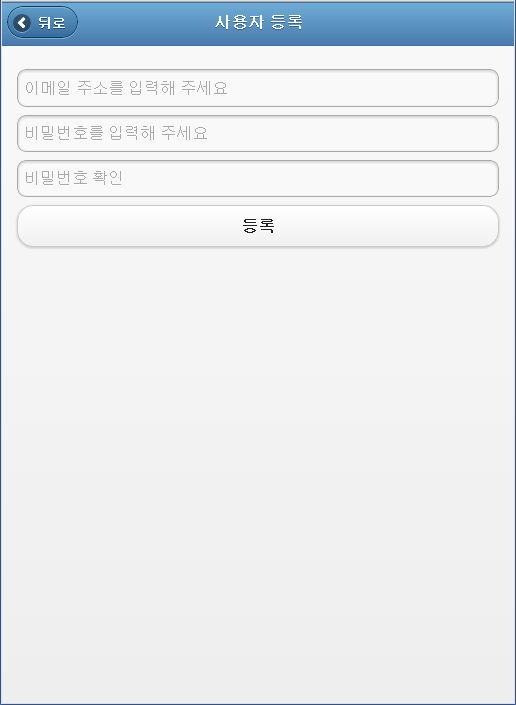 뒤로
사용자 등록
이메일 주소를 입력해 주세요
비밀번호를 입력해 주세요
비밀번호 확인
등록